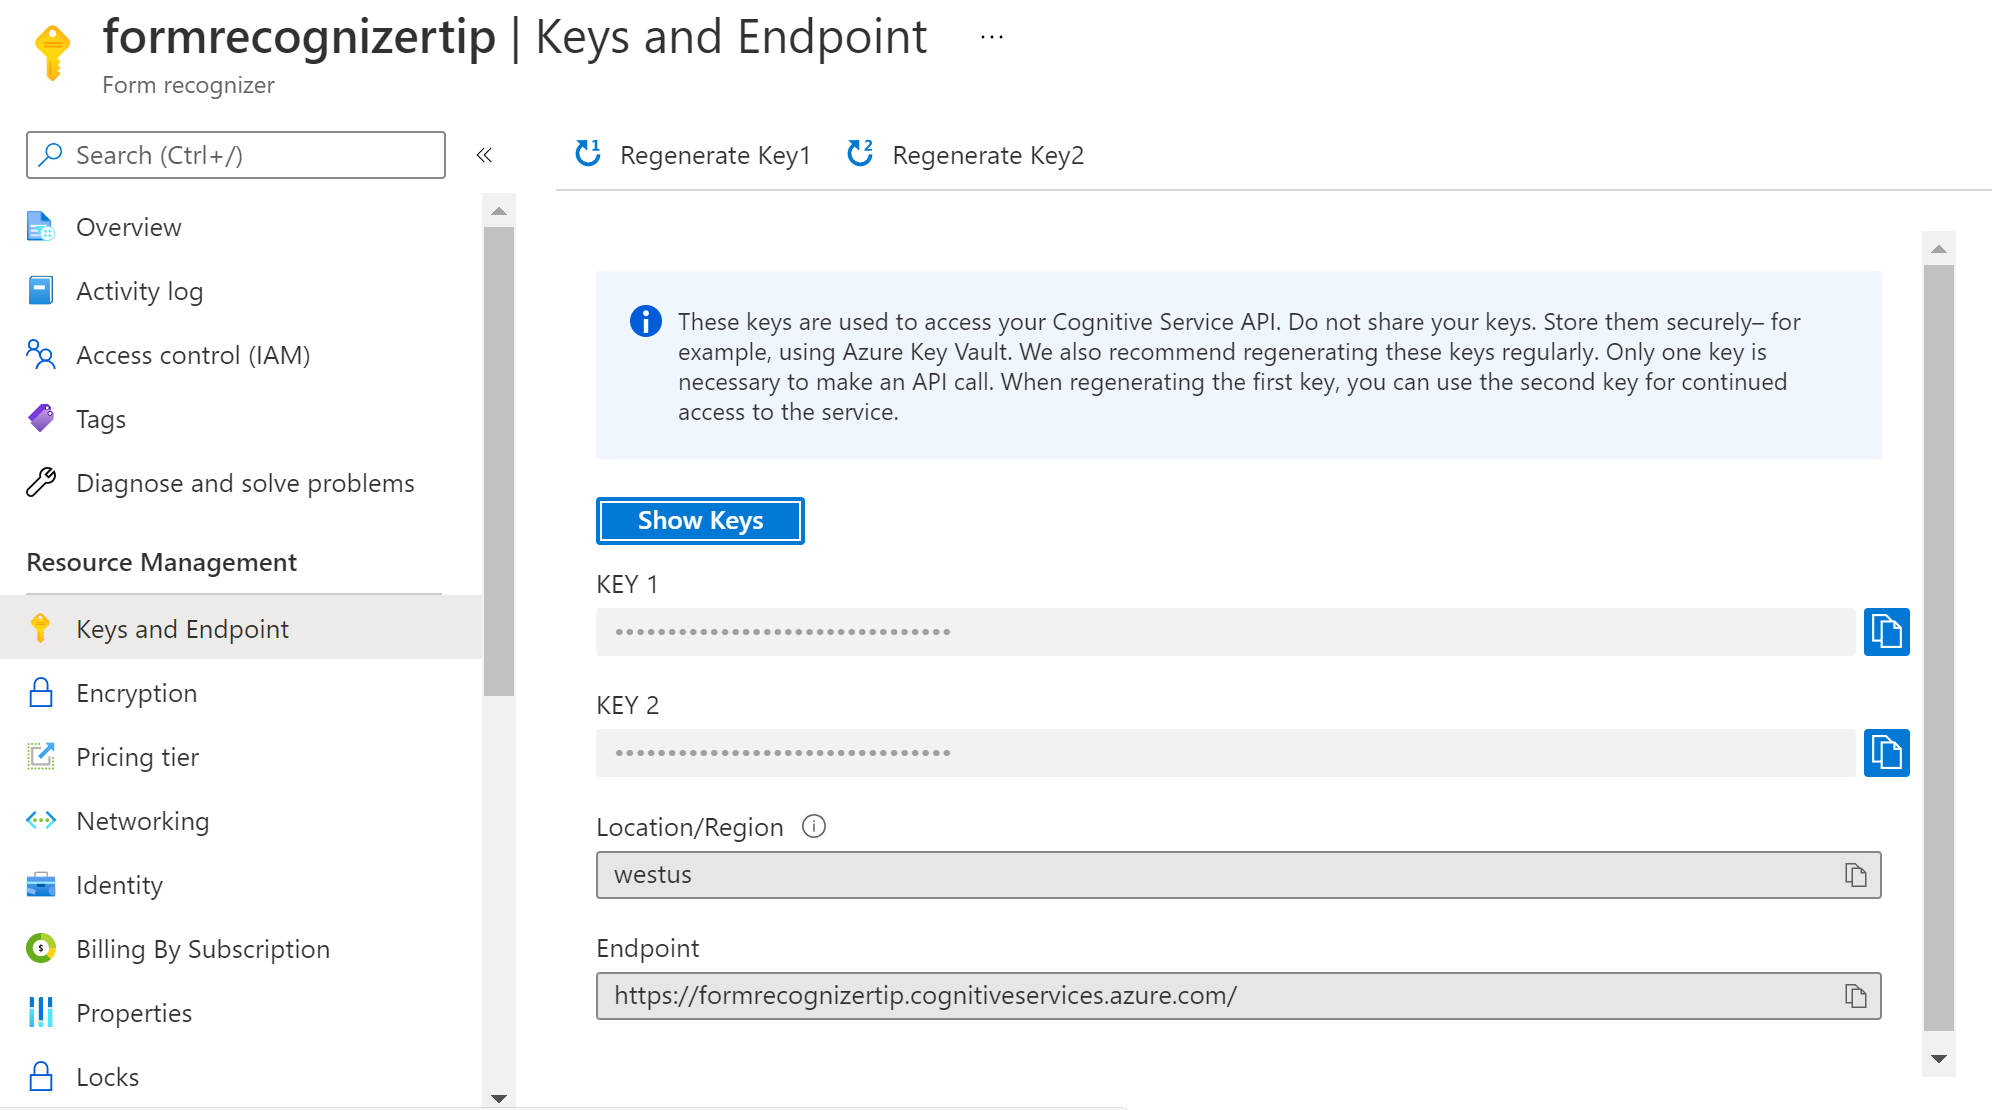 formrecognizertip | Keys and Endpoint ...
Form recognizer
Search (Ctrl+/)
«
Overview
Activity log
Access control (IAM)
Tags
Diagnose and solve problems
Resource Management
Keys and Endpoint
Encryption
Pricing tier
Networking
Identity
Billing By Subscription
Properties
Locks
1 Regenerate Key1
2 Regenerate Key2
These keys are used to access your Cognitive Service API. Do not share your keys. Store them securely– for
example, using Azure Key Vault. We also recommend regenerating these keys regularly. Only one key is
necessary to make an API call. When regenerating the first key, you can use the second key for continued
access to the service.
Show Keys
KEY 1
••••••••••••••••••••••••••••••••
KEY 2
••••••••••••••••••••••••••••••••
Location/Region
westus
Endpoint
https://formrecognizertip.cognitiveservices.azure.com/